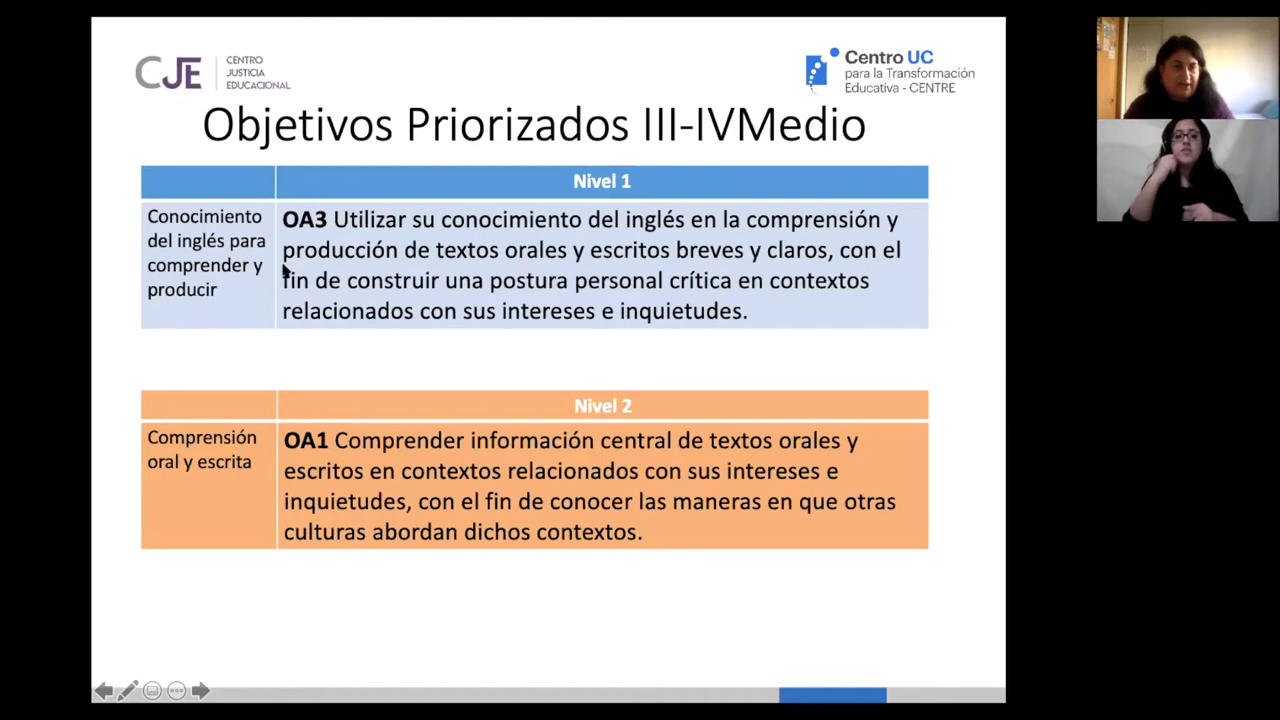 CJE
CENTRO
JUSTICIA
EDUCACIONAL
Centro UC
para la Transformación
Educativa - CENTRE
Objetivos Priorizados III-IVMedio
Nivel 1
Conocimiento
del inglés para
comprender y
producir
OA3 Utilizar su conocimiento del inglés en la comprensión y
producción de textos orales y escritos breves y claros, con el
fin de construir una postura personal crítica en contextos
relacionados con sus intereses e inquietudes.
Nivel 2
Comprensión
oral y escrita
OA1 Comprender información central de textos orales y
escritos en contextos relacionados con sus intereses e
inquietudes, con el fin de conocer las maneras en que otras
culturas abordan dichos contextos.